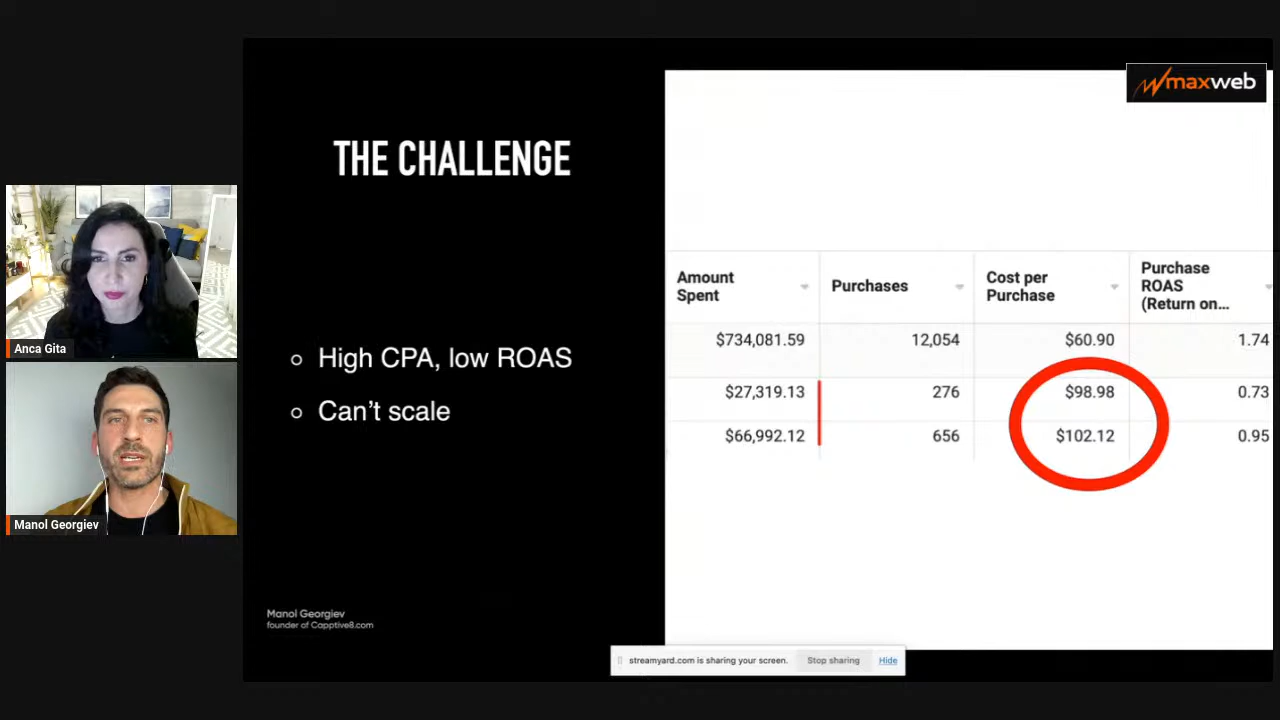 maxweb
THE CHALLENGE
High CPA, low ROAS
Can't scale
Amount Spent
Purchases
Cost per Purchase
Purchase ROAS (Return on...
$734,081.59 12,054 $60.90 1.74
$27,319.13 276 $98.98 0.73
$66,992.12 656 $102.12 0.95
Anca Gita
Manol Georgiev
Manol Georgiev
founder of Capptive8.com
streamyard.com is sharing your screen. Stop sharing Hide